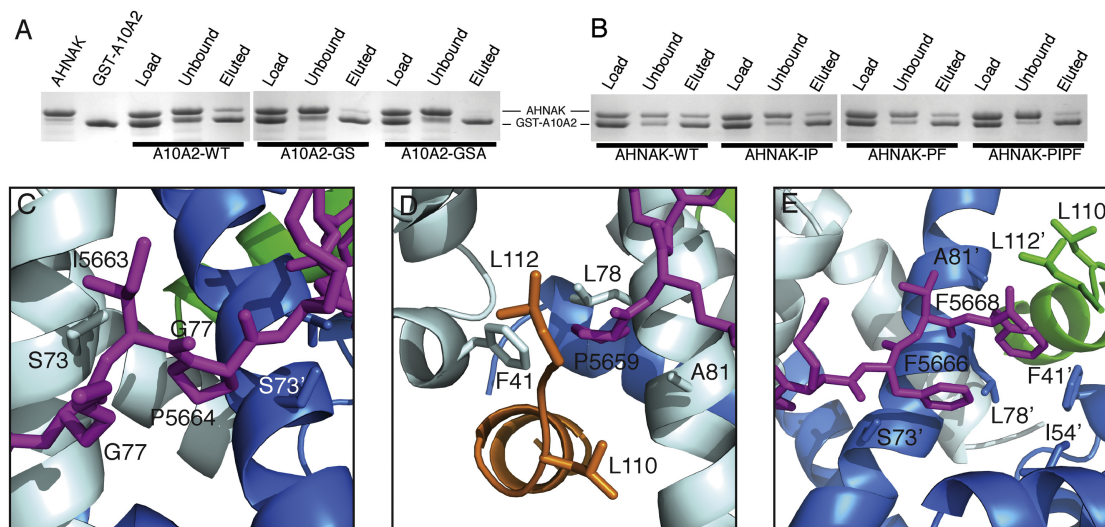 A
AHNAK
GST-A10A2
Load
Unbound
Eluted
Load
Unbound
Eluted
Load
Unbound
Eluted
A10A2-WT
A10A2-GS
A10A2-GSA
AHNAK
GST-A10A2
B
Load
Unbound
Eluted
Load
Unbound
Eluted
Load
Unbound
Eluted
Load
Unbound
Eluted
AHNAK-WT
AHNAK-IP
AHNAK-PF
AHNAK-PIPF
C
I5663
G77
S73
S73'
P5664
G77
D
L112
L78
P5659
F41
A81
L110
E
L110
L112'
A81'
F5668
F5666
F41'
L78'
S73'
I54'